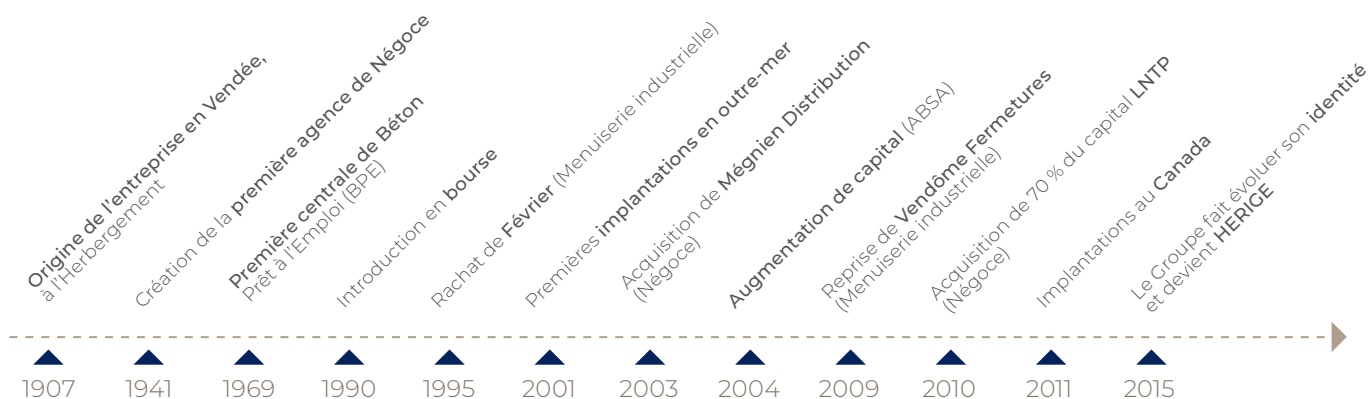 Origine de l'entreprise en Vendée,
à l'Herbergement
Création de la première agence de Négoce
Première centrale de Béton
Prêt à l'Emploi (BPE)
Introduction en bourse
Rachat de Février (Menuiserie industrielle)
Premières implantations en outre-mer
Acquisition de Mégnien Distribution
(Négoce)
Augmentation de capital (ABSA)
Reprise de Vendôme Fermetures
(Menuiserie industrielle)
Acquisition de 70 % du capital LNTP
(Négoce)
Implantations au Canada
Le Groupe fait évoluer son identité
et devient HERIGE
1907
1941
1969
1990
1995
2001
2003
2004
2009
2010
2011
2015